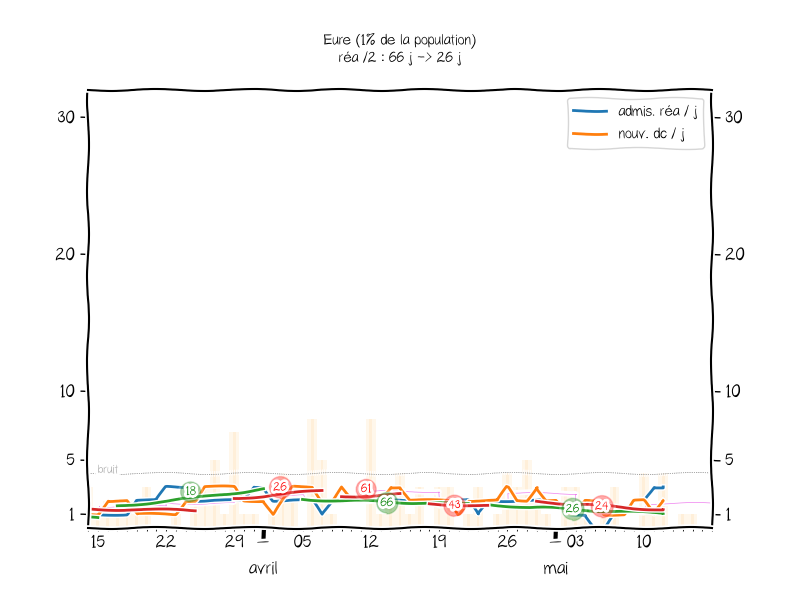 Eure (1% de la population)
réa /2 : 66 j -> 26 j
admis. réa / j
nouv. dc / j
30 30
20 20
10 10
5 5
bruit
1 1
18 26 61 66 43 26 24
15 22 29 05 12 19 26 03 10
avril mai